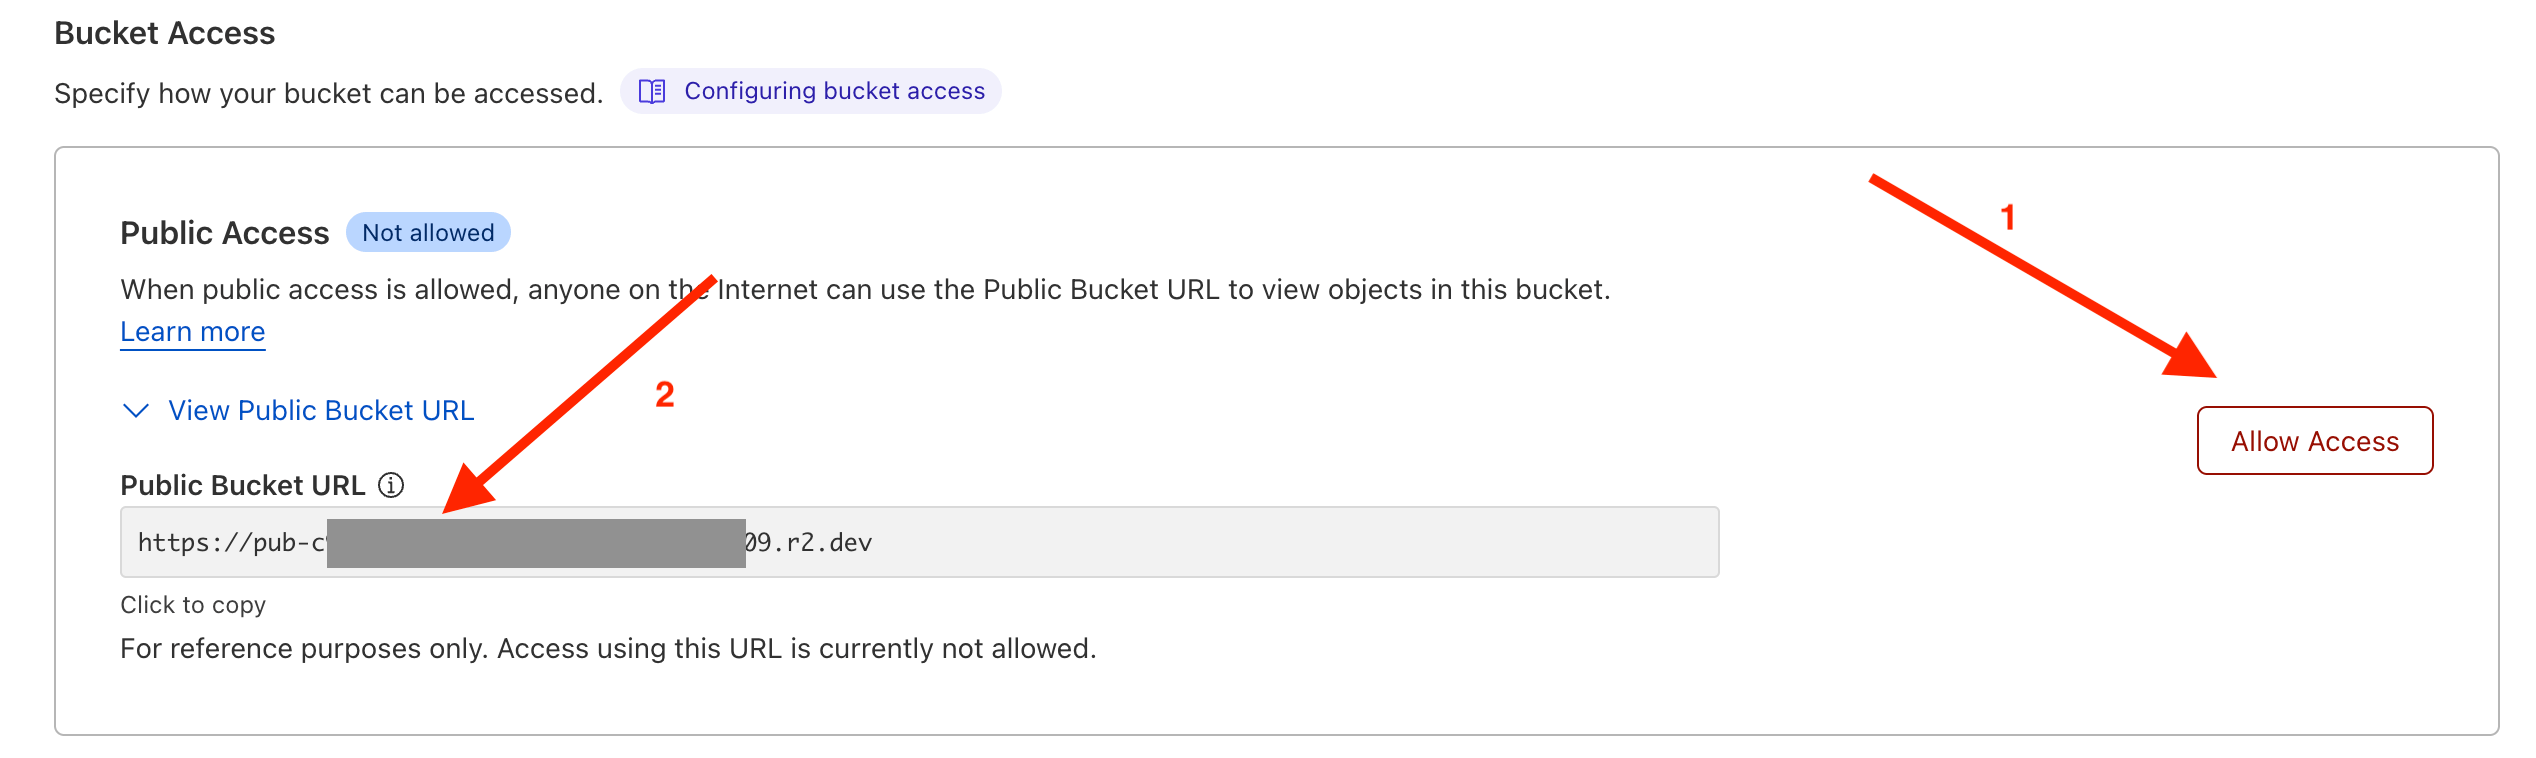 Bucket Access
Specify how your bucket can be accessed. Configuring bucket access
Public Access Not allowed
1
When public access is allowed, anyone on the Internet can use the Public Bucket URL to view objects in this bucket.
Learn more
2
View Public Bucket URL
Allow Access
Public Bucket URL
https://pub-c 09.r2.dev
Click to copy
For reference purposes only. Access using this URL is currently not allowed.